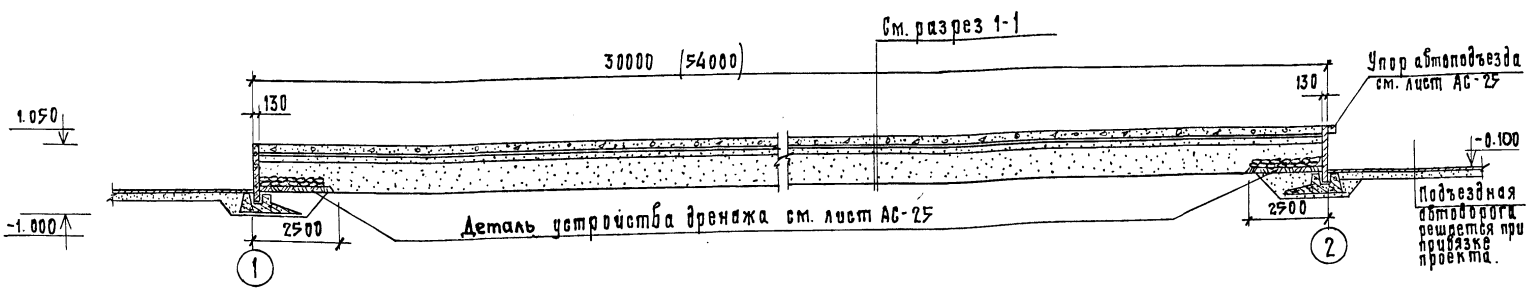 См. разрез 1-1
30000 (54000)
Упор автоподъезда
см. лист АС-25
130
130
1.050
-0.100
Подъездная
автодорога
решается при
привязке
проекта.
-1.000
2500
Деталь устройства дренажа см. лист АС-25
2500
1
2